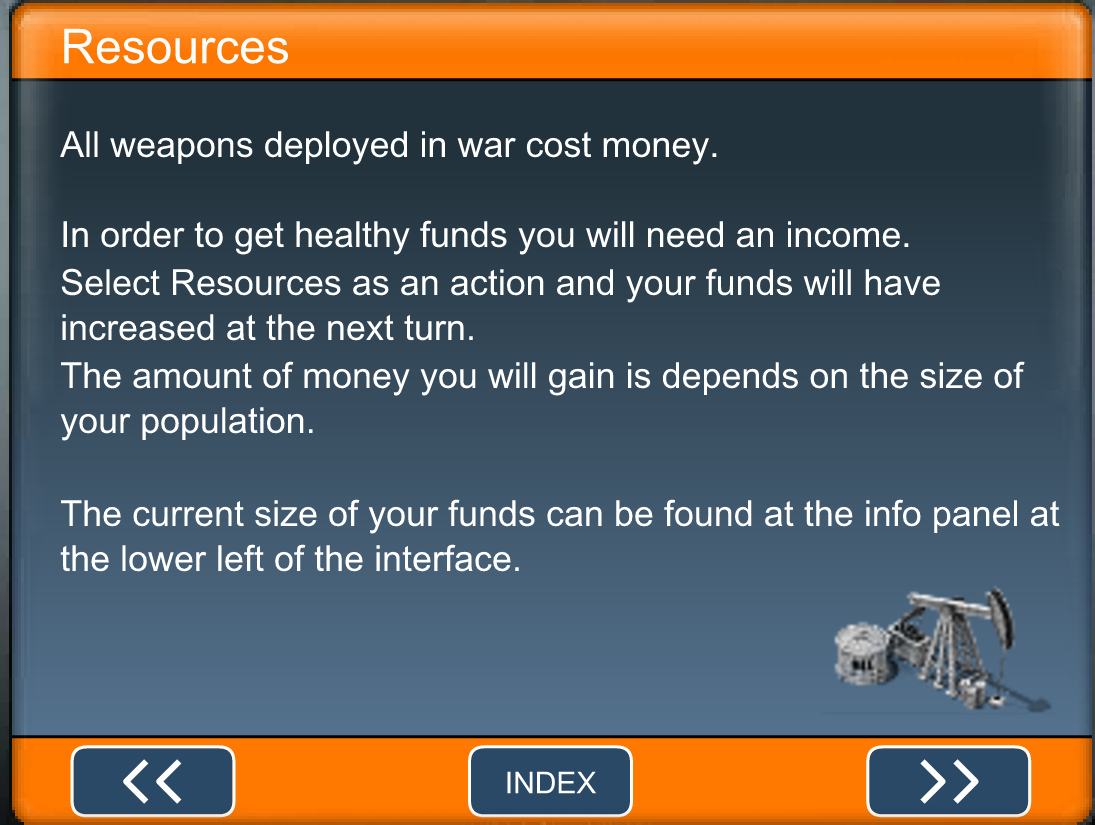 Resources
All weapons deployed in war cost money.
In order to get healthy funds you will need an income.
Select Resources as an action and your funds will have
increased at the next turn.
The amount of money you will gain is depends on the size of
your population.
The current size of your funds can be found at the info panel at
the lower left of the interface.
<< INDEX >>